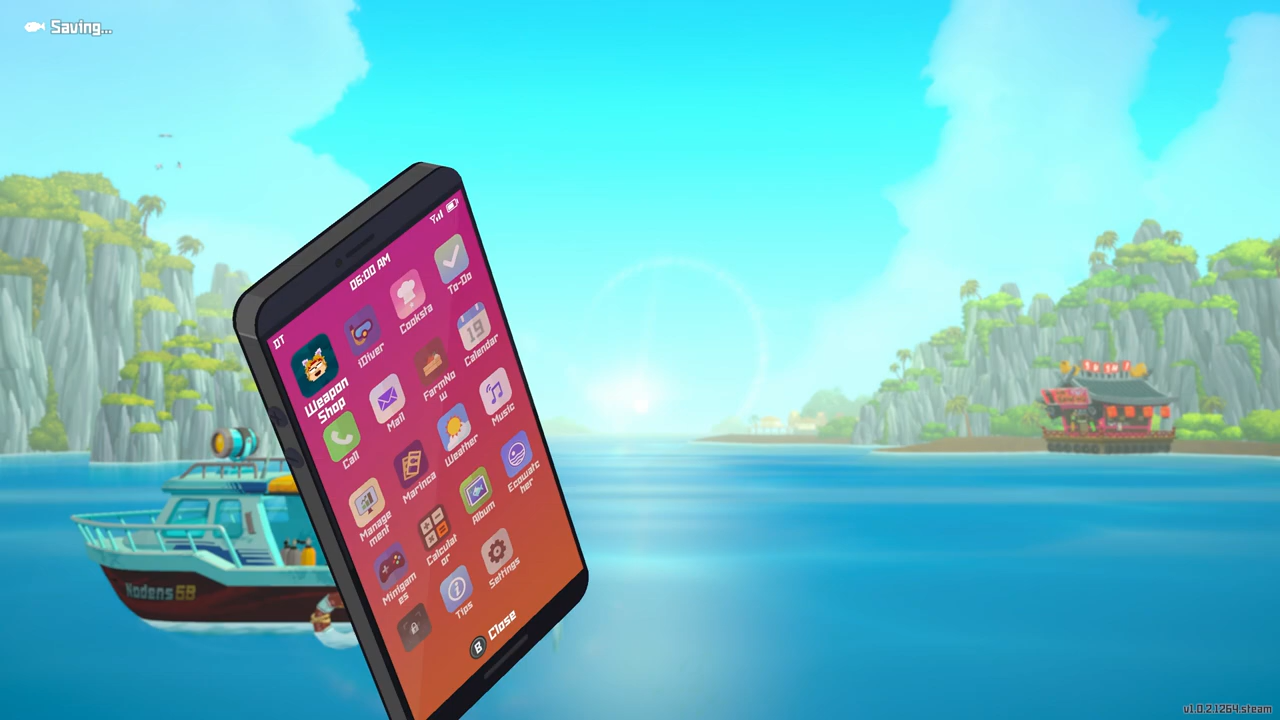 Saving...
DT
06:00 AM
Weapon
Shop
iDiver
Cooksta
To-Do
Call
Mail
FarmNo
w
19
Calendar
Manage
ment
Marinca
Weather
Music
Minigam
es
Calculat
or
Album
Ecowatc
her
Tips
Settings
B Close
Nodens 58
v1.0.2.1264.steam